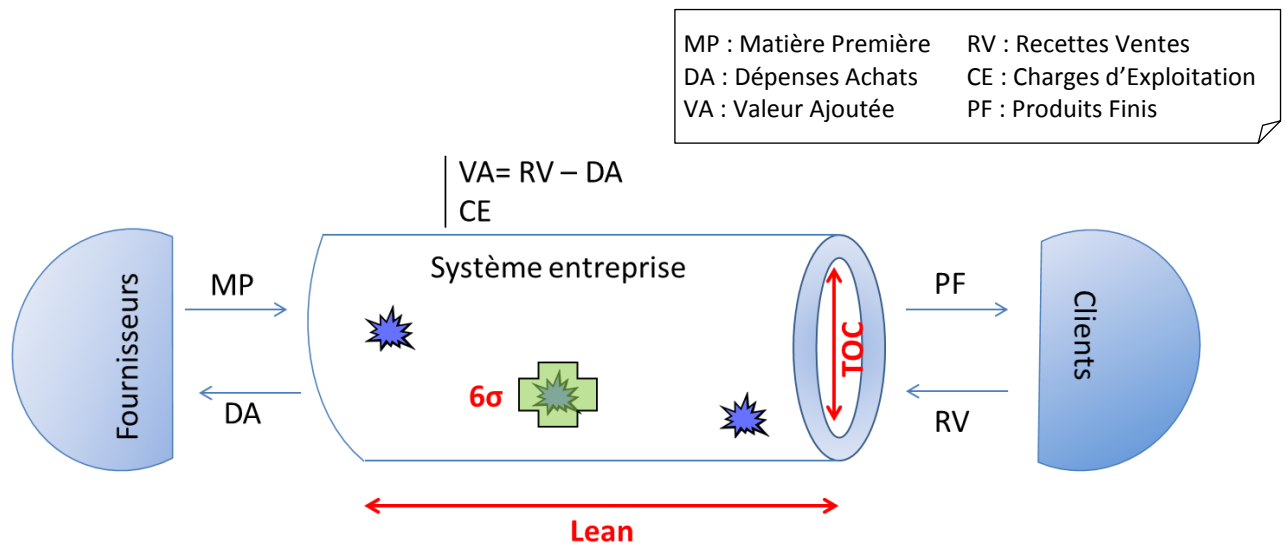 MP : Matière Première RV : Recettes Ventes
DA : Dépenses Achats CE : Charges d’Exploitation
VA : Valeur Ajoutée PF : Produits Finis
VA= RV – DA
CE
Système entreprise
Fournisseurs
MP
DA
6σ
TOC
PF
RV
Clients
Lean